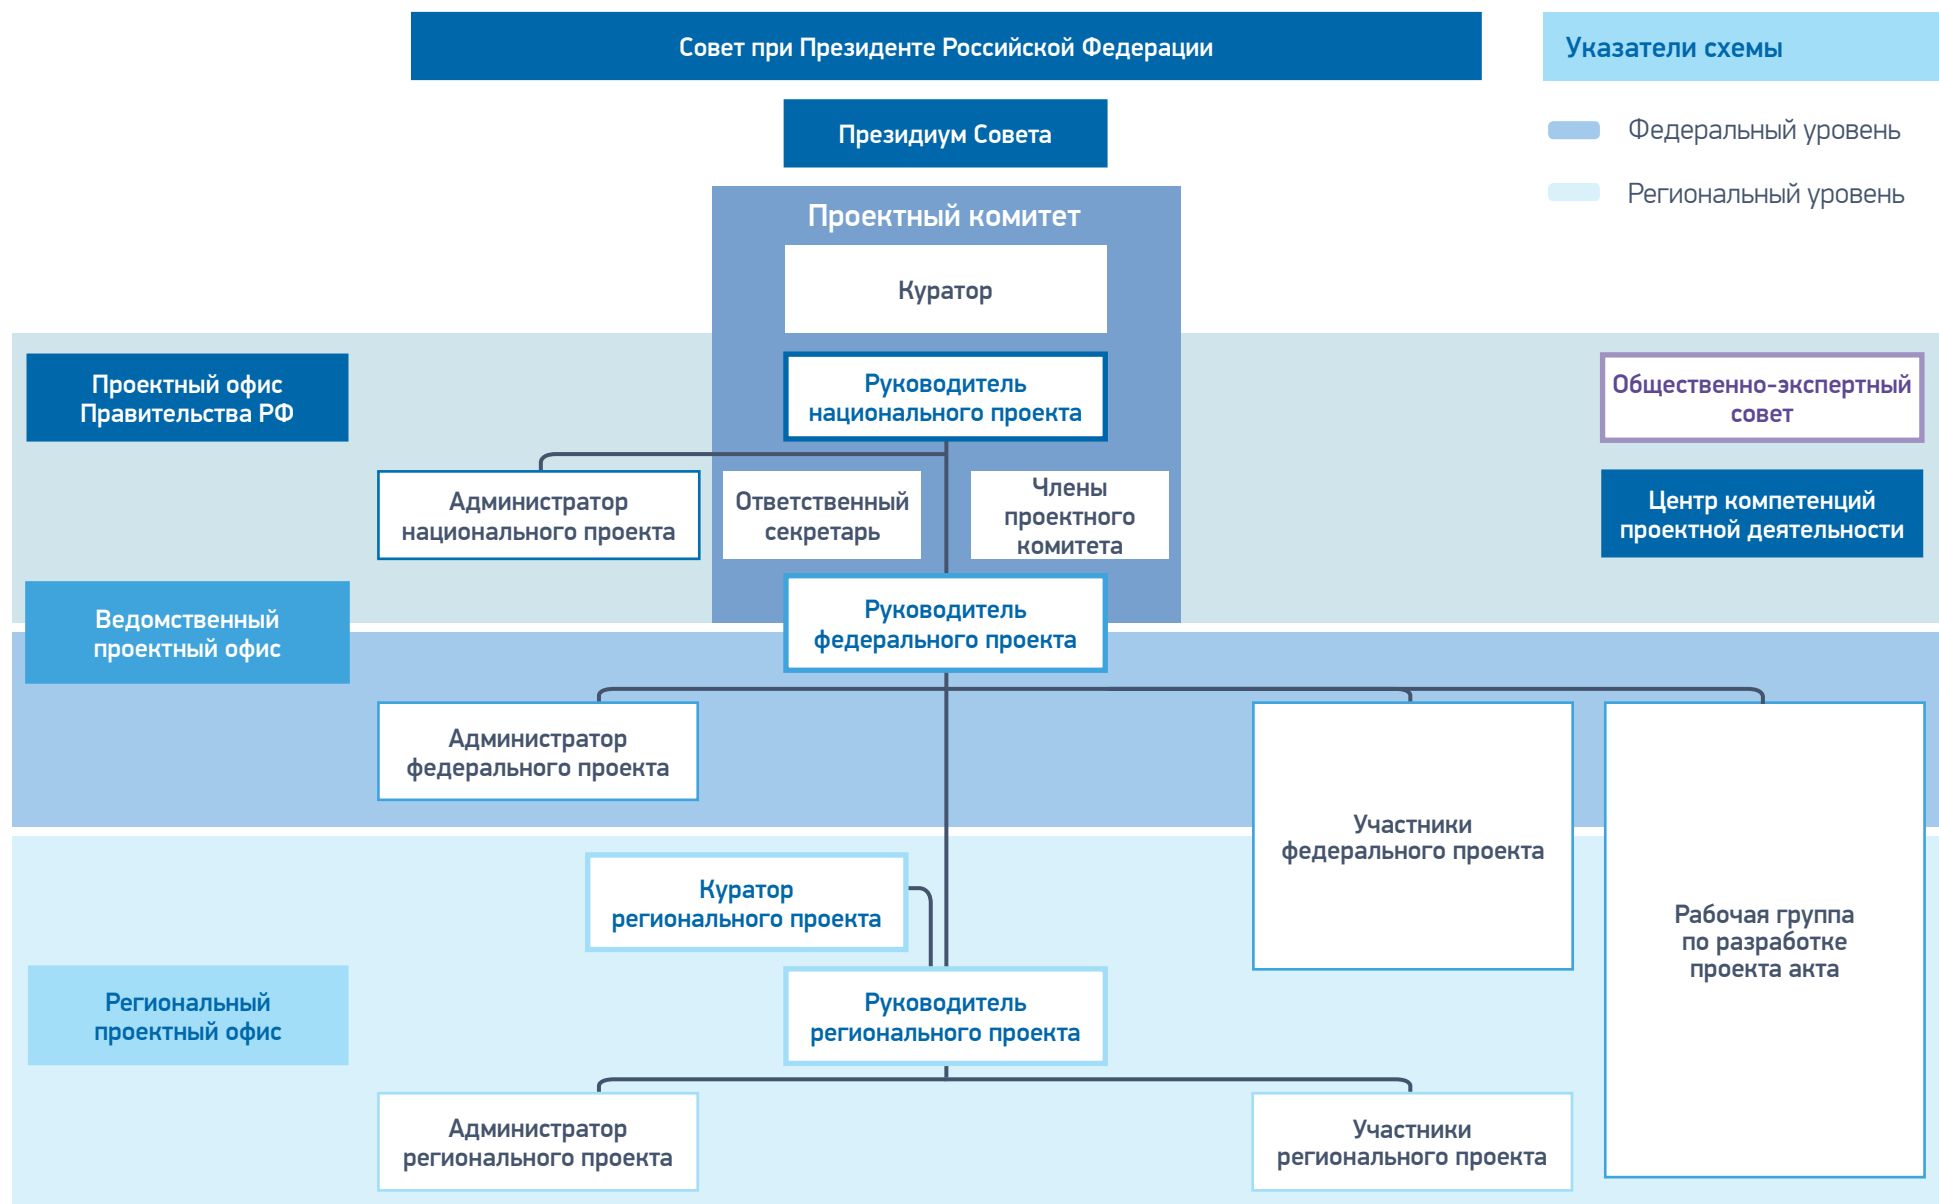 Совет при Президенте Российской Федерации
Указатели схемы
Президиум Совета
Федеральный уровень
Региональный уровень
Проектный комитет
Куратор
Проектный офис
Правительства РФ
Руководитель
национального проекта
Общественно-экспертный
совет
Администратор
национального проекта
Ответственный
секретарь
Члены
проектного
комитета
Центр компетенций
проектной деятельности
Ведомственный
проектный офис
Руководитель
федерального проекта
Администратор
федерального проекта
Участники
федерального проекта
Рабочая группа
по разработке
проекта акта
Куратор
регионального проекта
Региональный
проектный офис
Руководитель
регионального проекта
Администратор
регионального проекта
Участники
регионального проекта